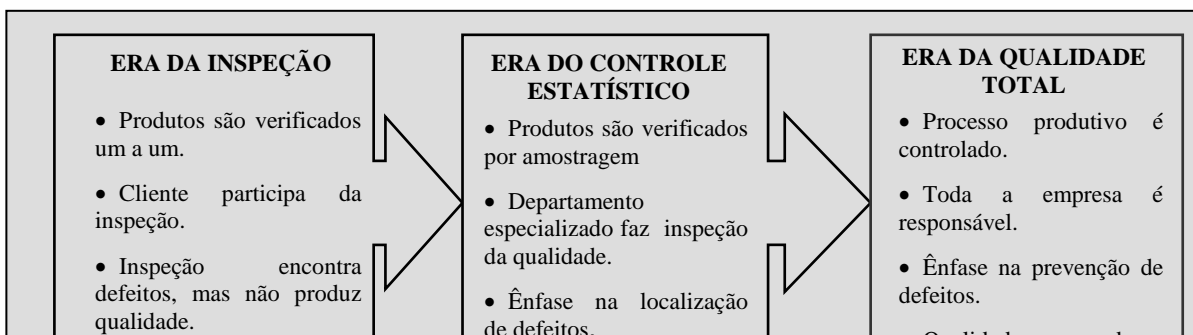 ERA DA INSPEÇÃO
• Produtos são verificados
um a um.
• Cliente participa da
inspeção.
• Inspeção encontra
defeitos, mas não produz
qualidade.
ERA DO CONTROLE
ESTATÍSTICO
• Produtos são verificados
por amostragem
• Departamento
especializado faz inspeção
da qualidade.
• Ênfase na localização
de defeitos.
ERA DA QUALIDADE
TOTAL
• Processo produtivo é
controlado.
• Toda a empresa é
responsável.
• Ênfase na prevenção de
defeitos.